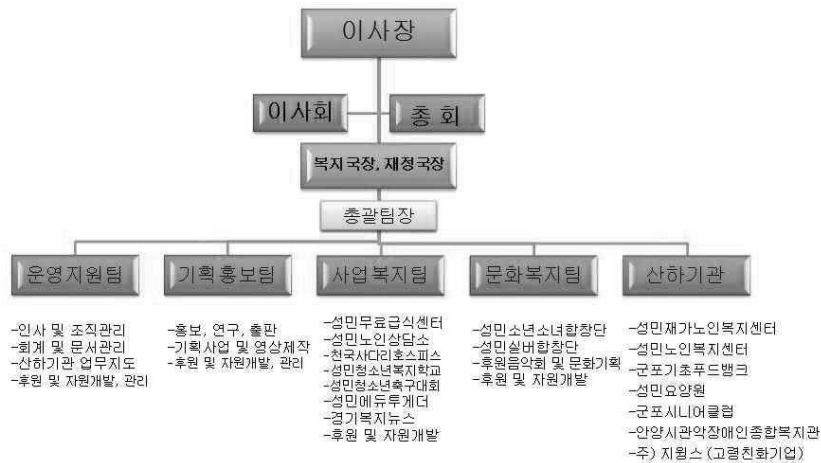 이사장
이사회
총 회
복지국장, 재정국장
총괄팀장
운영지원팀
기획홍보팀
사업복지팀
문화복지팀
산하기관
-인사 및 조직관리
-회계 및 문서관리
-산하기관 업무지도
-후원 및 자원개발, 관리
-홍보, 연구, 출판
-기획사업 및 영상제작
-후원 및 자원개발, 관리
-성민무료급식센터
-성민노인상담소
-천국사다리호스피스
-성민청소년복지학교
-성민청소년축구대회
-성민에듀투게더
-경기복지뉴스
-후원 및 자원개발
-성민소년소녀합창단
-성민실버합창단
-후원음악회 및 문화기획
-후원 및 자원개발
-성민재가노인복지센터
-성민노인복지센터
-군포기초푸드뱅크
-성민요양원
-군포시니어클럽
-안양시관악장애인종합복지관
-주) 지윙스 (고령친화기업)